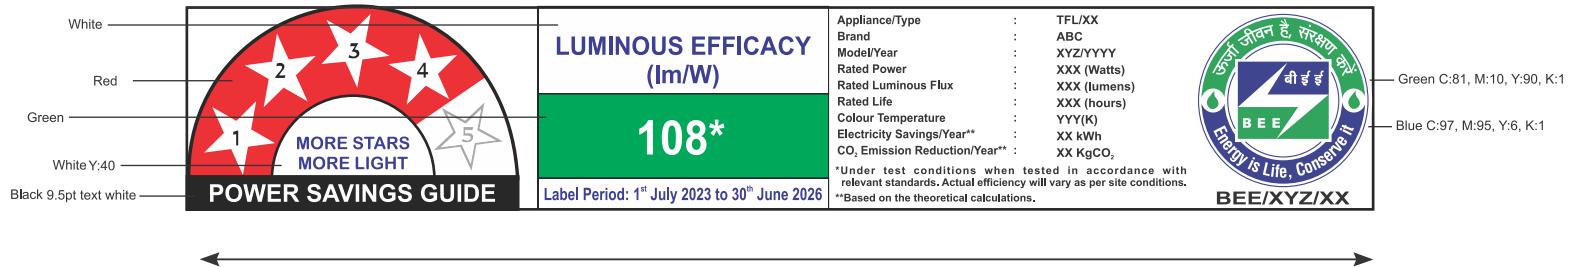 White
Red
Green
White Y:40
Black 9.5pt text white
1
2
3
4
5
MORE STARS
MORE LIGHT
POWER SAVINGS GUIDE
LUMINOUS EFFICACY
(lm/W)
108*
Label Period: 1st July 2023 to 30th June 2026
Appliance/Type : TFL/XX
Brand : ABC
Model/Year : XYZ/YYYY
Rated Power : XXX (Watts)
Rated Luminous Flux : XXX (lumens)
Rated Life : XXX (hours)
Colour Temperature : YYY(K)
Electricity Savings/Year** : XX kWh
CO2 Emission Reduction/Year** : XX KgCO2
*Under test conditions when tested in accordance with
relevant standards. Actual efficiency will vary as per site conditions.
**Based on the theoretical calculations.
ऊर्जा जीवन है, संरक्षण करें
बी ई ई
BEE
Energy is Life, Conserve it
BEE/XYZ/XX
Green C:81, M:10, Y:90, K:1
Blue C:97, M:95, Y:6, K:1